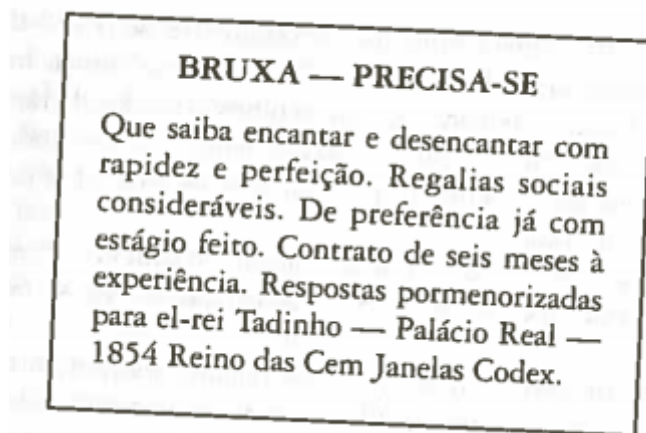 BRUXA — PRECISA-SE
Que saiba encantar e desencantar com
rapidez e perfeição. Regalias sociais
consideráveis. De preferência já com
estágio feito. Contrato de seis meses à
experiência. Respostas pormenorizadas
para el-rei Tadinho — Palácio Real —
1854 Reino das Cem Janelas Codex.